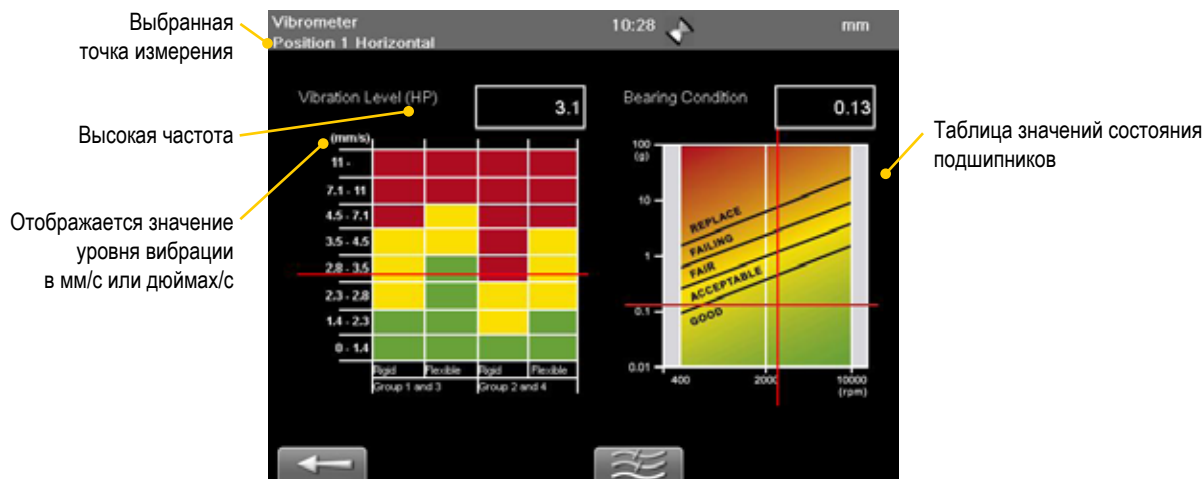 Выбранная
точка измерения
Высокая частота
Отображается значение
уровня вибрации
в мм/с или дюймах/с
Vibrometer
Position 1 Horizontal
10:28
mm
Vibration Level (HP)
3.1
(mm/s)
11 -
7.1 - 11
4.5 - 7.1
3.5 - 4.5
2.8 - 3.5
2.3 - 2.8
1.4 - 2.3
0 - 1.4
Rigid Flexible Rigid Flexible
Group 1 and 3 Group 2 and 4
Bearing Condition
0.13
100
(g)
10
1
0.1
0.01
REPLACE
FAILING
FAIR
ACCEPTABLE
GOOD
400 2000 10000
(rpm)
Таблица значений состояния
подшипников